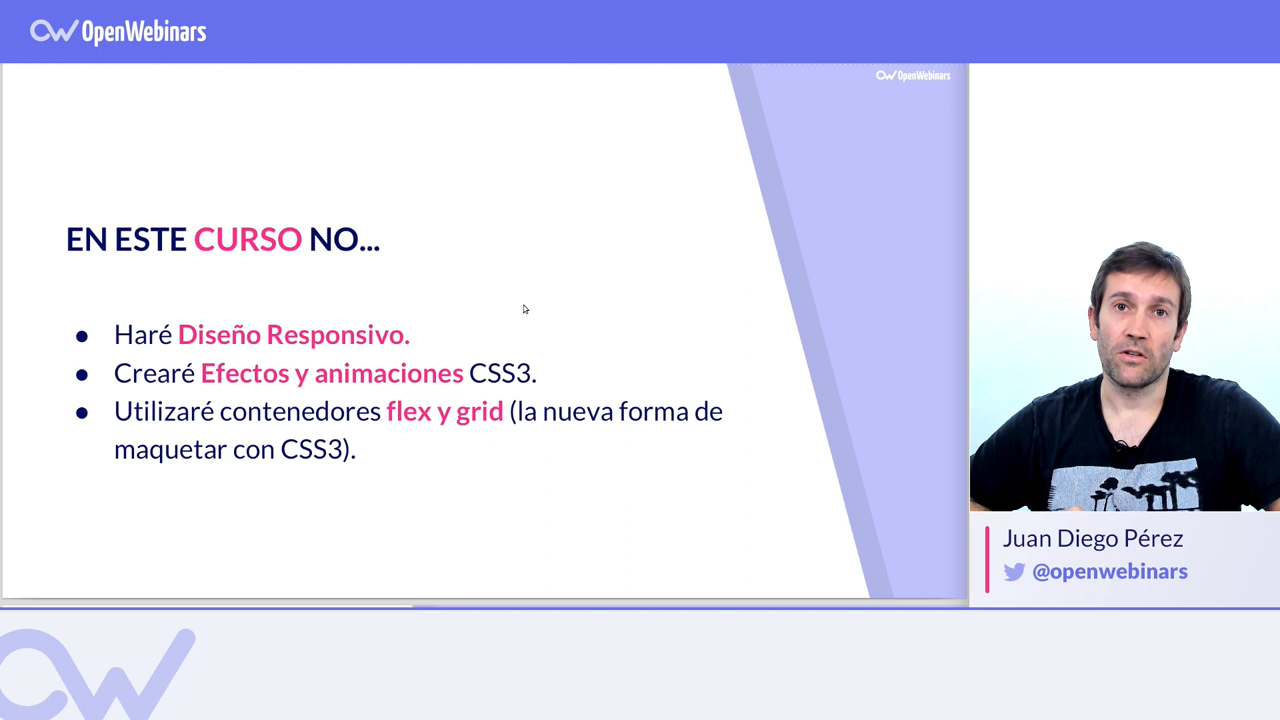 OpenWebinars
OpenWebinars
EN ESTE CURSO NO...
● Haré Diseño Responsivo.
● Crearé Efectos y animaciones CSS3.
● Utilizaré contenedores flex y grid (la nueva forma de
maquetar con CSS3).
Juan Diego Pérez
@openwebinars